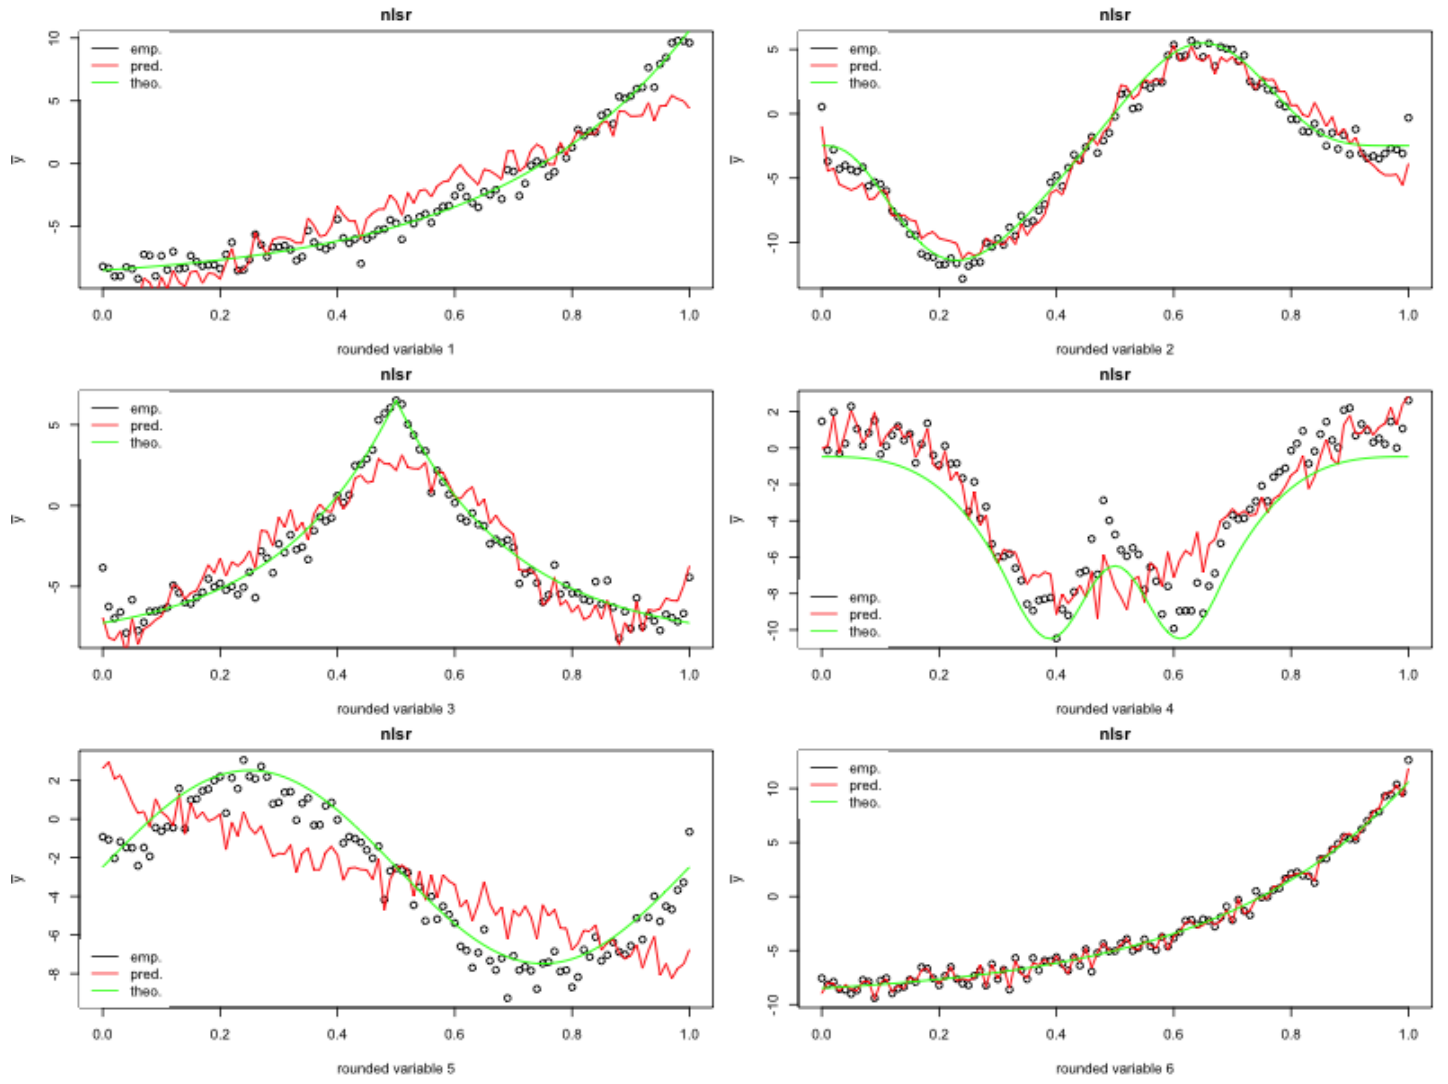 nlsr
emp.
pred.
theo.
10
5
0
-5
y̅
0.0 0.2 0.4 0.6 0.8 1.0
rounded variable 1
nlsr
emp.
pred.
theo.
5
0
-5
-10
y̅
0.0 0.2 0.4 0.6 0.8 1.0
rounded variable 2
nlsr
emp.
pred.
theo.
5
0
-5
y̅
0.0 0.2 0.4 0.6 0.8 1.0
rounded variable 3
nlsr
2
0
-2
-4
-6
-8
-10
y̅
emp.
pred.
theo.
0.0 0.2 0.4 0.6 0.8 1.0
rounded variable 4
nlsr
2
0
-2
-4
-6
-8
y̅
emp.
pred.
theo.
0.0 0.2 0.4 0.6 0.8 1.0
rounded variable 5
nlsr
emp.
pred.
theo.
10
5
0
-5
-10
y̅
0.0 0.2 0.4 0.6 0.8 1.0
rounded variable 6